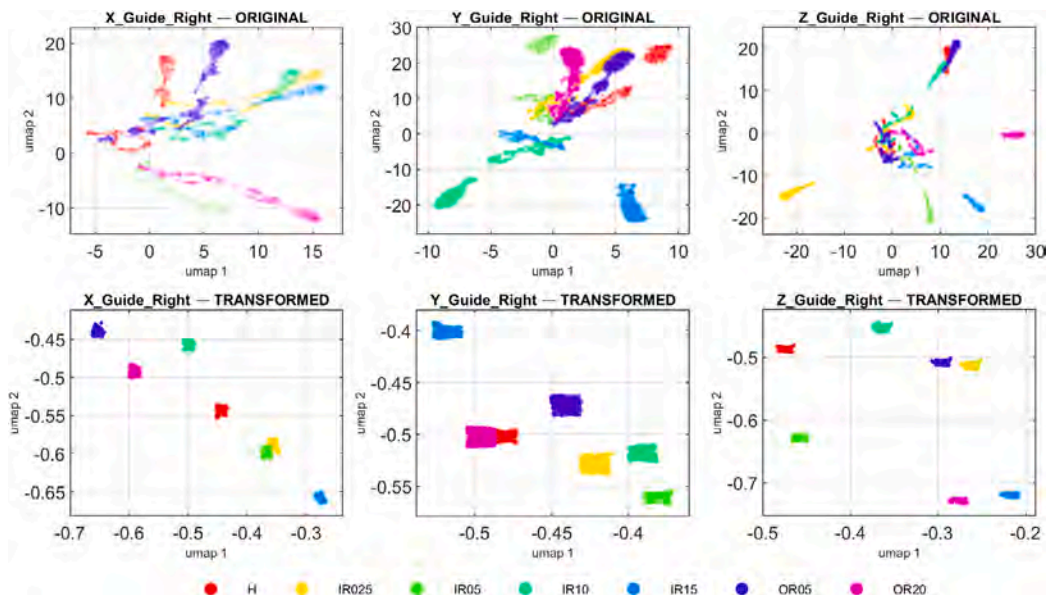 X_Guide_Right — ORIGINAL
Y_Guide_Right — ORIGINAL
Z_Guide_Right — ORIGINAL
umap 2
20
10
0
-10
-5
0
5
10
15
umap 1
umap 2
30
20
10
0
-10
-20
-10
-5
0
5
10
umap 1
umap 2
20
10
0
-10
-20
-20
-10
0
10
20
30
umap 1
X_Guide_Right — TRANSFORMED
Y_Guide_Right — TRANSFORMED
Z_Guide_Right — TRANSFORMED
umap 2
-0.45
-0.5
-0.55
-0.6
-0.65
-0.7
-0.6
-0.5
-0.4
-0.3
umap 1
umap 2
-0.4
-0.45
-0.5
-0.55
-0.5
-0.4
umap 1
umap 2
-0.5
-0.6
-0.7
-0.5
-0.4
-0.3
-0.2
umap 1
H IR025 IR05 IR10 IR15 OR05 OR20